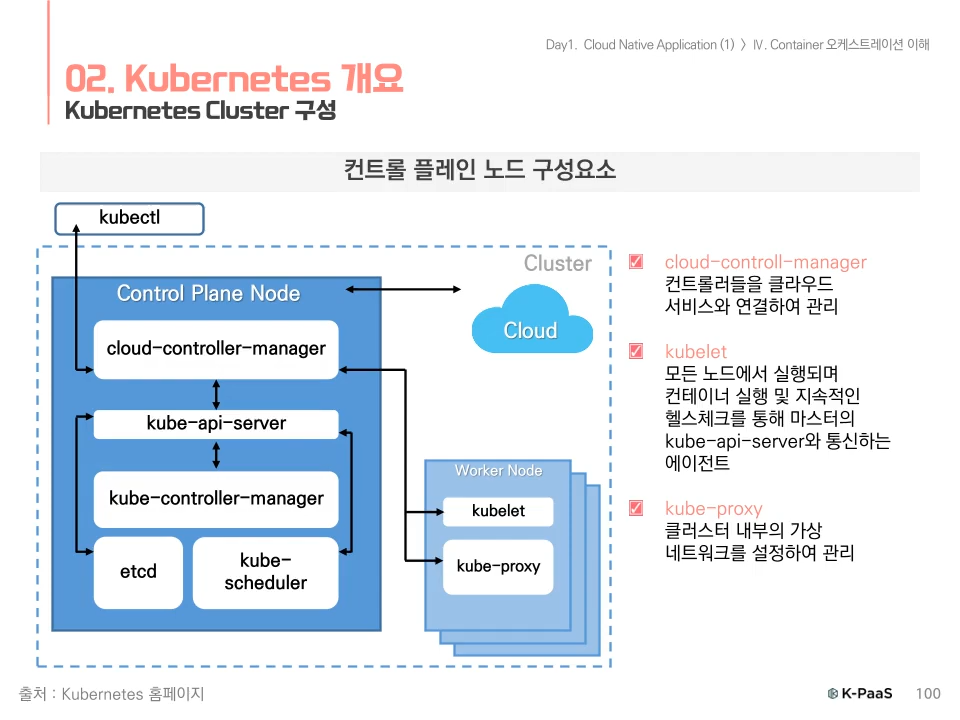 Day1. Cloud Native Application (1) 〉Ⅳ. Container 오케스트레이션 이해
02. Kubernetes 개요
Kubernetes Cluster 구성
컨트롤 플레인 노드 구성요소
kubectl
Cluster
Control Plane Node
Cloud
cloud-controller-manager
kube-api-server
kube-controller-manager
etcd
kube-
scheduler
Worker Node
kubelet
kube-proxy
cloud-controll-manager
컨트롤러들을 클라우드
서비스와 연결하여 관리
kubelet
모든 노드에서 실행되며
컨테이너 실행 및 지속적인
헬스체크를 통해 마스터의
kube-api-server와 통신하는
에이전트
kube-proxy
클러스터 내부의 가상
네트워크를 설정하여 관리
출처 : Kubernetes 홈페이지
K-PaaS
100